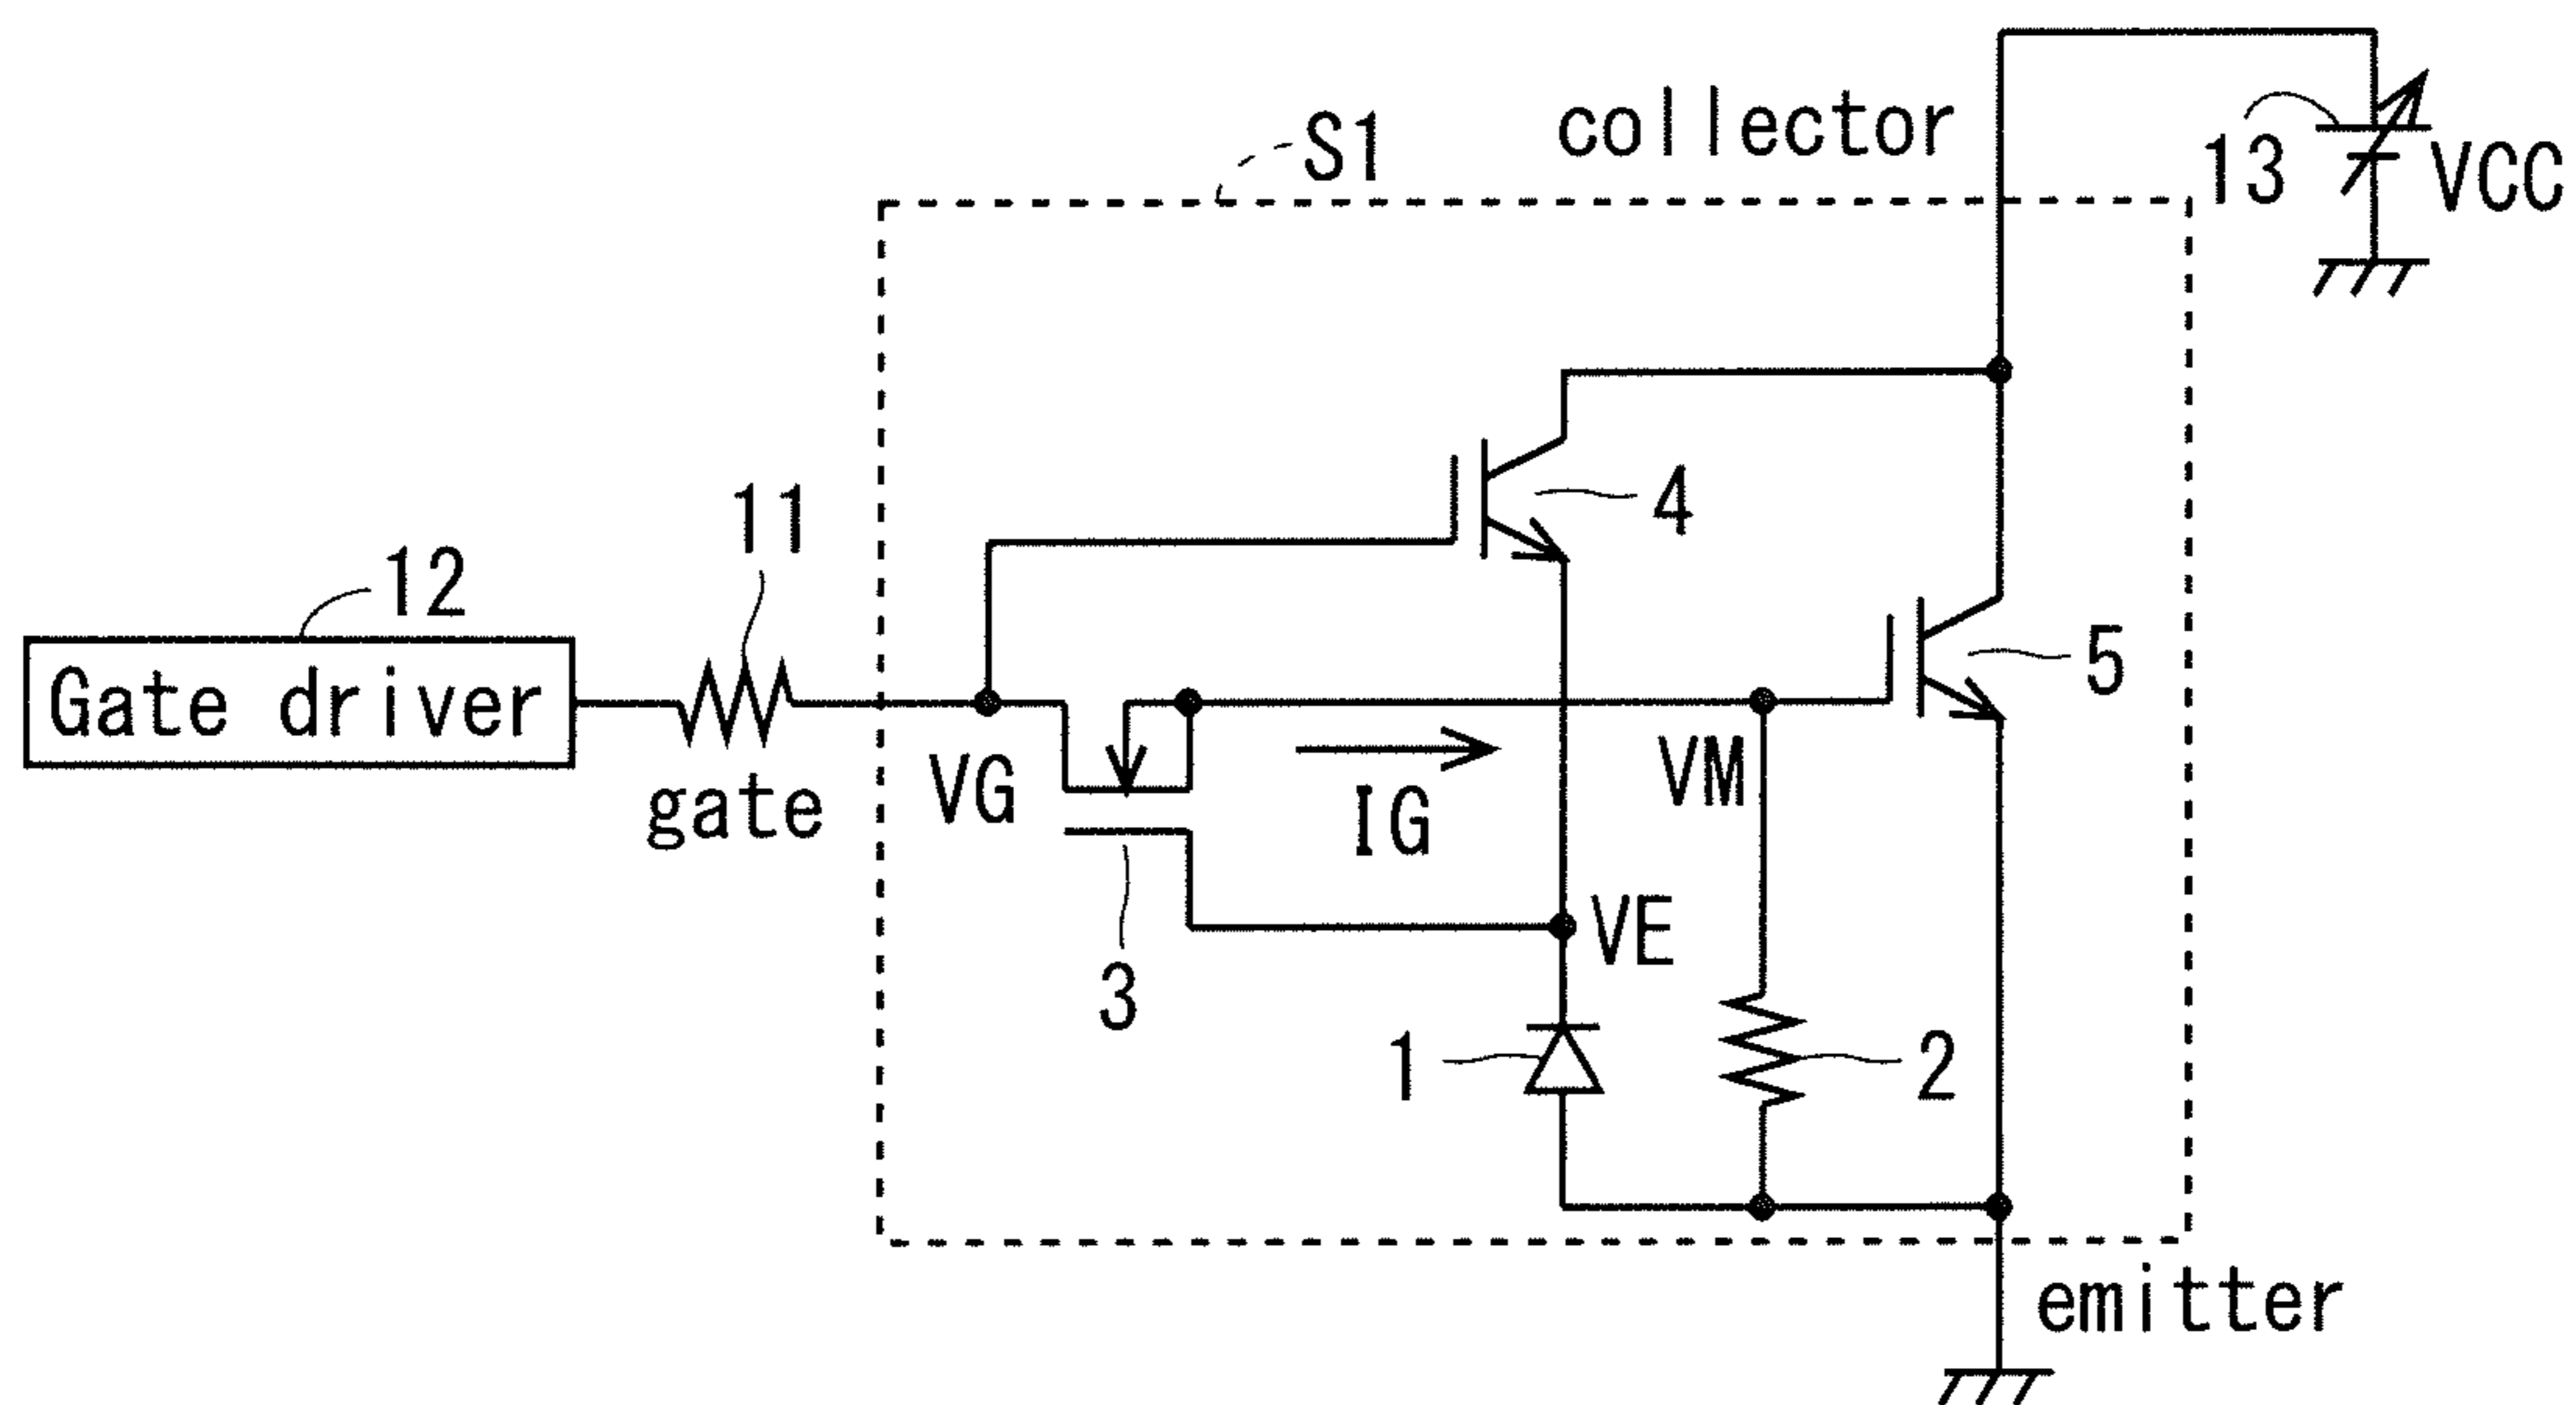 S1
collector
13
VCC
4
11
12
5
Gate driver
gate
VG
IG
VM
VE
3
1
2
emitter